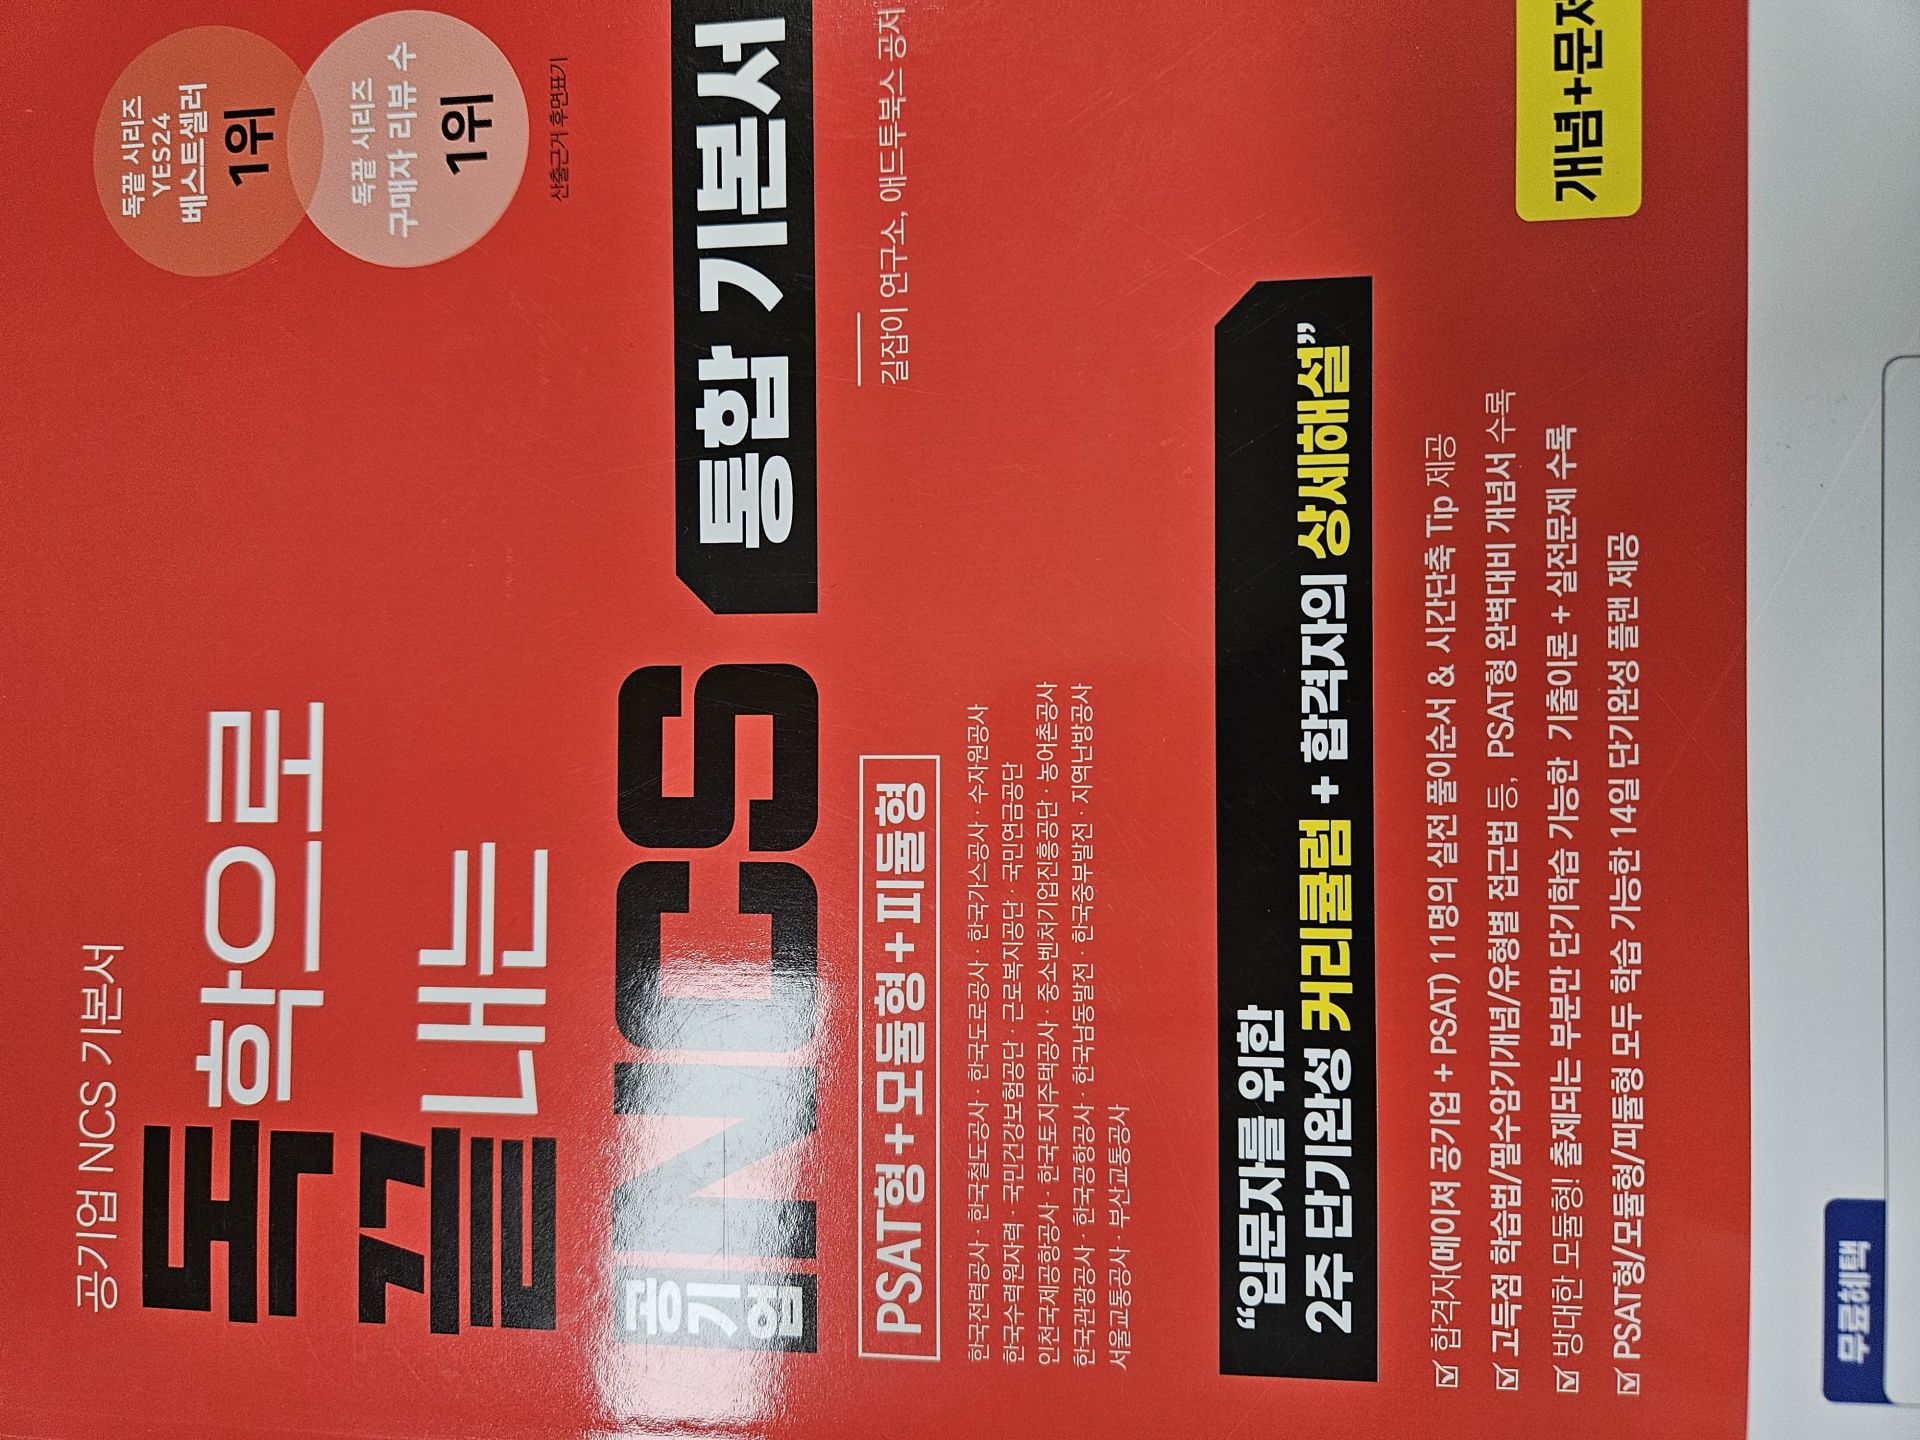 공기업 NCS 기본서
독학으로
끝내는
공기업 NCS 통합 기본서
독끝 시리즈
YES24
베스트셀러
1위
독끝 시리즈
구매자 리뷰 수
1위
산출근거 후면표기
길잡이 연구소, 애드투북스 공저
PSAT형+모듈형+피듈형
한국전력공사 · 한국철도공사 · 한국도로공사 · 한국가스공사 · 수자원공사
한국수력원자력 · 국민건강보험공단 · 근로복지공단 · 국민연금공단
인천국제공항공사 · 한국토지주택공사 · 중소벤처기업진흥공단 · 농어촌공사
한국관광공사 · 한국공항공사 · 한국남동발전 · 한국중부발전 · 지역난방공사
서울교통공사 · 부산교통공사
“입문자를 위한
2주 단기완성 커리큘럼 + 합격자의 상세해설”
합격자(메이저 공기업 + PSAT) 11명의 실전 풀이순서 & 시간단축 Tip 제공
고득점 학습법/필수암기개념/유형별 접근법 등, PSAT형 완벽대비 개념서 수록
방대한 모듈형! 출제되는 부분만 단기학습 가능한 기출이론 + 실전문제 수록
PSAT형/모듈형/피듈형 모두 학습 가능한 14일 단기완성 플랜 제공
개념+문제
무료혜택